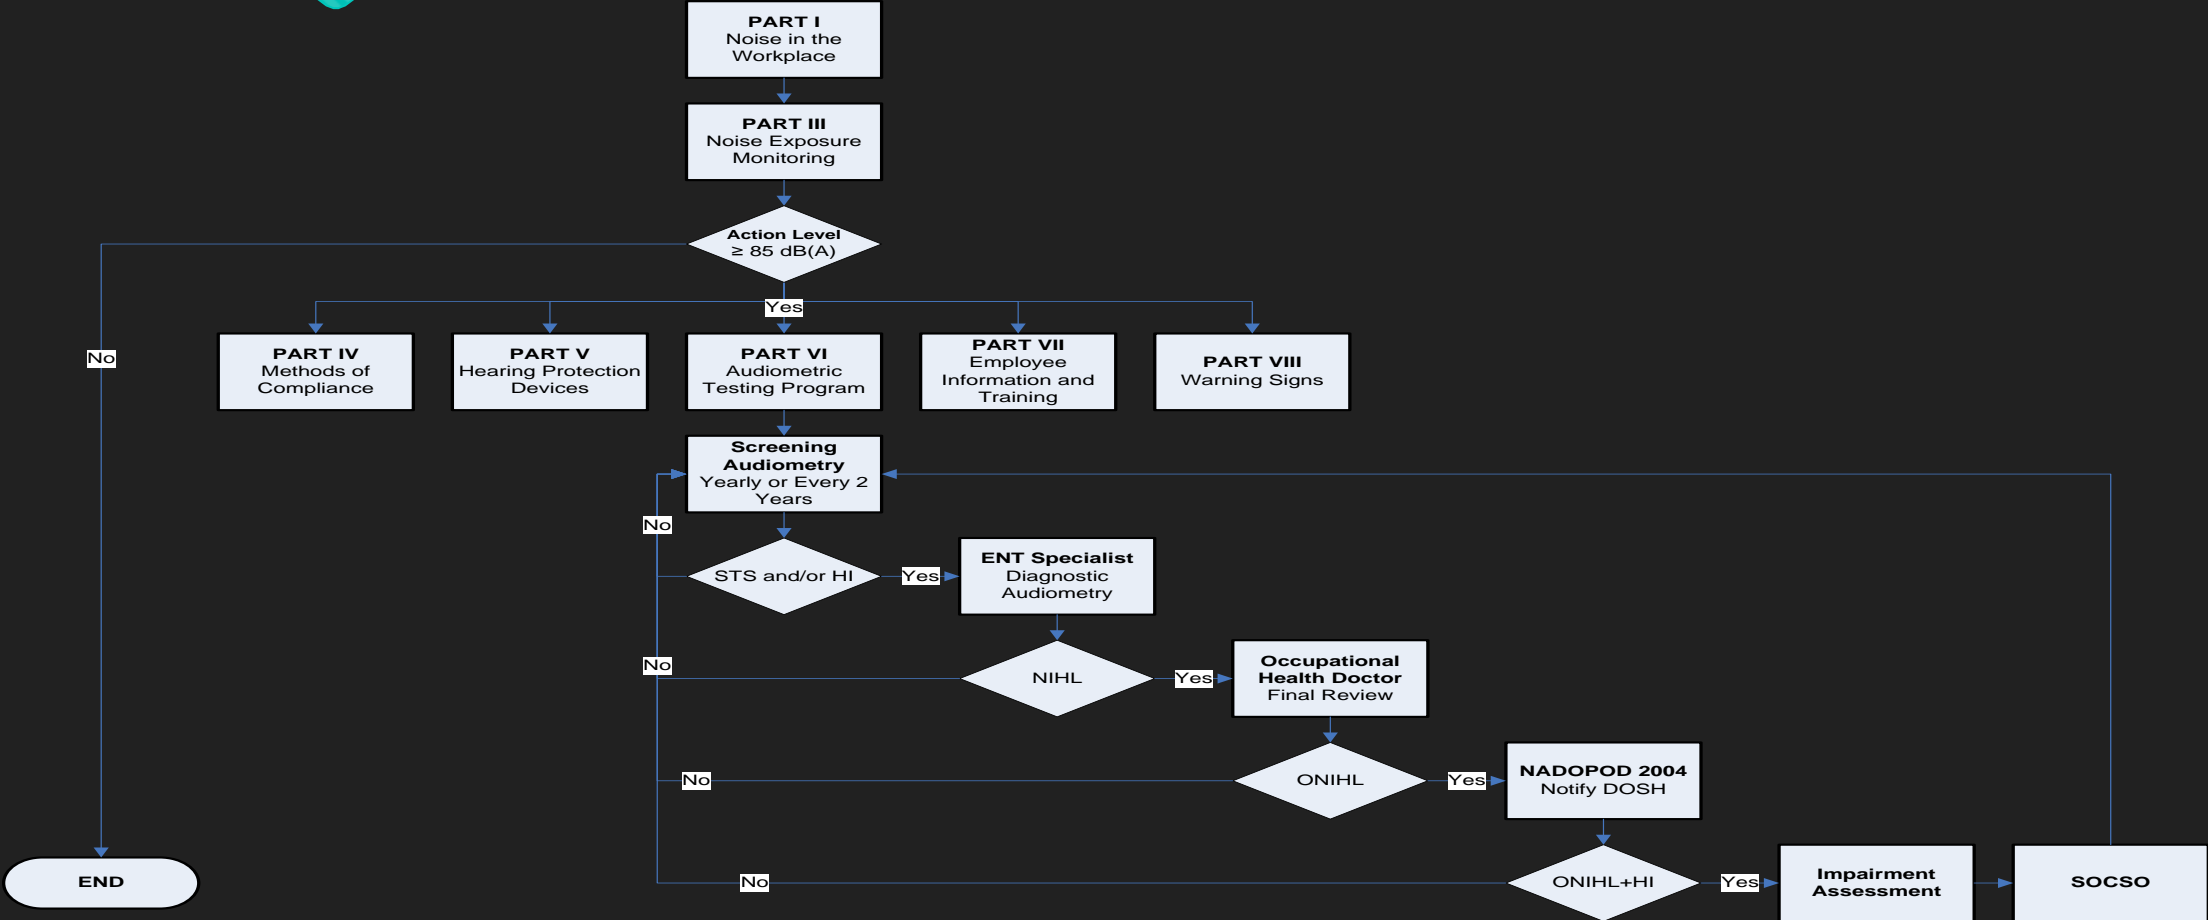 PART I
Noise in the
Workplace
PART III
Noise Exposure
Monitoring
Action Level
≥ 85 dB(A)
Yes
No
PART IV
Methods of
Compliance
PART V
Hearing Protection
Devices
PART VI
Audiometric
Testing Program
PART VII
Employee
Information and
Training
PART VIII
Warning Signs
Screening
Audiometry
Yearly or Every 2
Years
No
STS and/or HI
Yes
ENT Specialist
Diagnostic
Audiometry
No
NIHL
Yes
Occupational
Health Doctor
Final Review
No
ONIHL
Yes
NADOPOD 2004
Notify DOSH
END
No
ONIHL+HI
Yes
Impairment
Assessment
SOCSO